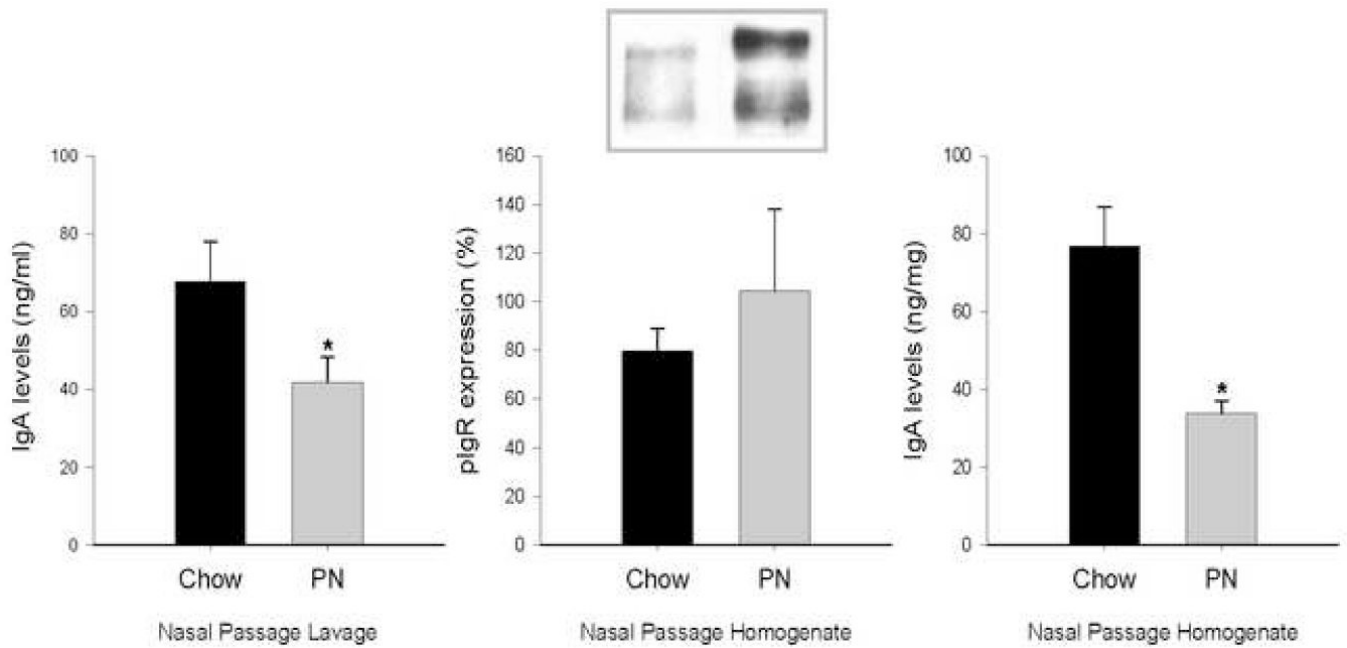 IgA levels (ng/ml)
100
80
60
40
20
0
*
Chow PN
Nasal Passage Lavage
pIgR expression (%)
160
140
120
100
80
60
40
20
0
Chow PN
Nasal Passage Homogenate
IgA levels (ng/mg)
100
80
60
40
20
0
*
Chow PN
Nasal Passage Homogenate